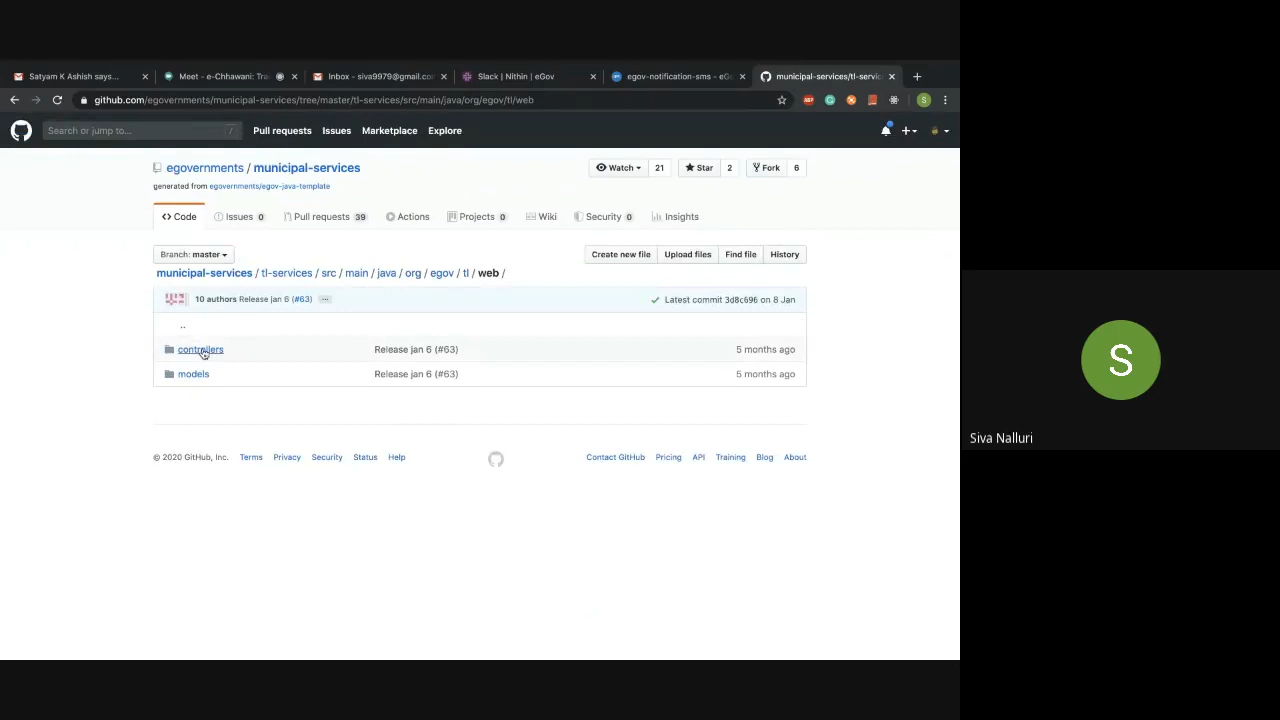 Satyam K Ashish says...
Meet - e-Chhawani: Tra
Inbox - siva9979@gmail.co
Slack | Nithin | eGov
egov-notification-sms - eG
municipal-services/tl-servic
github.com/egovernments/municipal-services/tree/master/tl-services/src/main/java/org/egov/tl/web
ABP
S
Search or jump to...
/
Pull requests
Issues
Marketplace
Explore
egovernments / municipal-services
Watch
21
Star
2
Fork
6
generated from egovernments/egov-java-template
Code
Issues 0
Pull requests 39
Actions
Projects 0
Wiki
Security 0
Insights
Branch: master
Create new file
Upload files
Find file
History
municipal-services / tl-services / src / main / java / org / egov / tl / web /
10 authors Release jan 6 (#63) ...
Latest commit 3d8c696 on 8 Jan
..
controllers
Release jan 6 (#63)
5 months ago
models
Release jan 6 (#63)
5 months ago
© 2020 GitHub, Inc.
Terms
Privacy
Security
Status
Help
Contact GitHub
Pricing
API
Training
Blog
About
S
Siva Nalluri